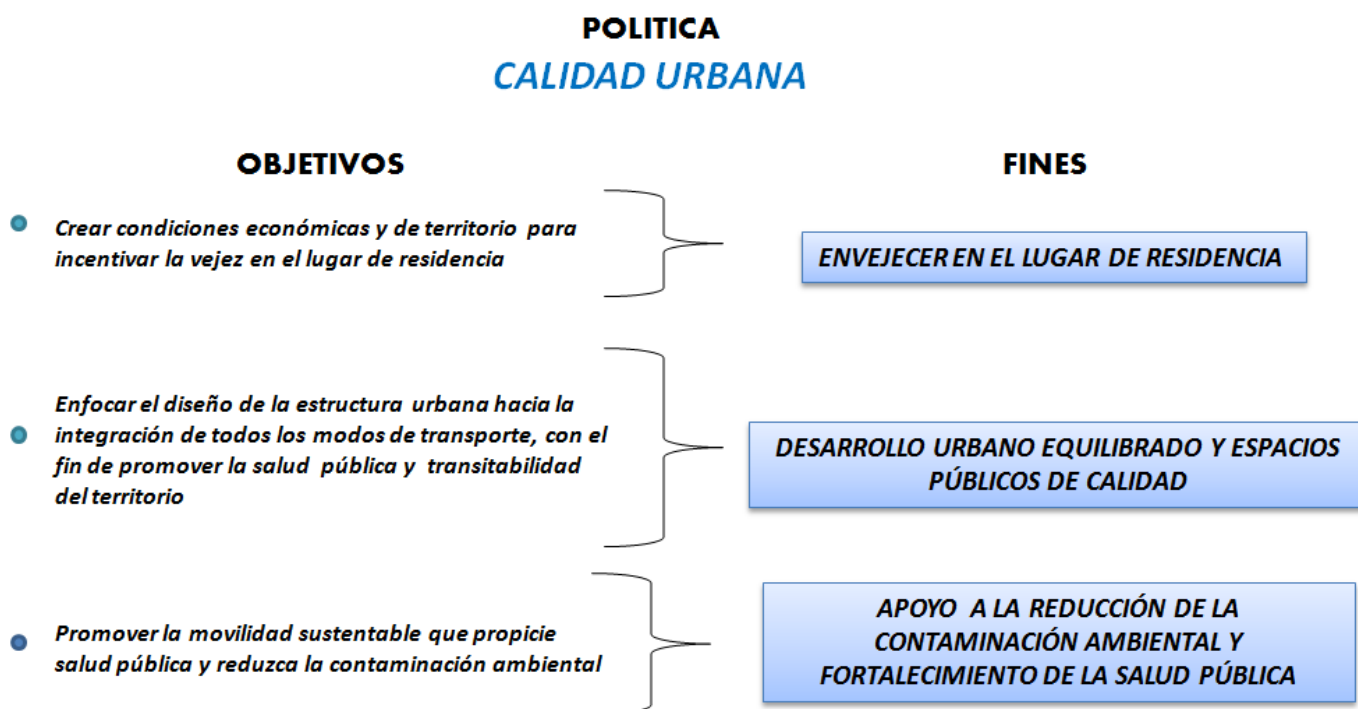 POLITICA
CALIDAD URBANA
OBJETIVOS
FINES
Crear condiciones económicas y de territorio para
incentivar la vejez en el lugar de residencia
ENVEJECER EN EL LUGAR DE RESIDENCIA
Enfocar el diseño de la estructura urbana hacia la
integración de todos los modos de transporte, con el
fin de promover la salud pública y transitabilidad
del territorio
DESARROLLO URBANO EQUILIBRADO Y ESPACIOS
PÚBLICOS DE CALIDAD
Promover la movilidad sustentable que propicie
salud pública y reduzca la contaminación ambiental
APOYO A LA REDUCCIÓN DE LA
CONTAMINACIÓN AMBIENTAL Y
FORTALECIMIENTO DE LA SALUD PÚBLICA